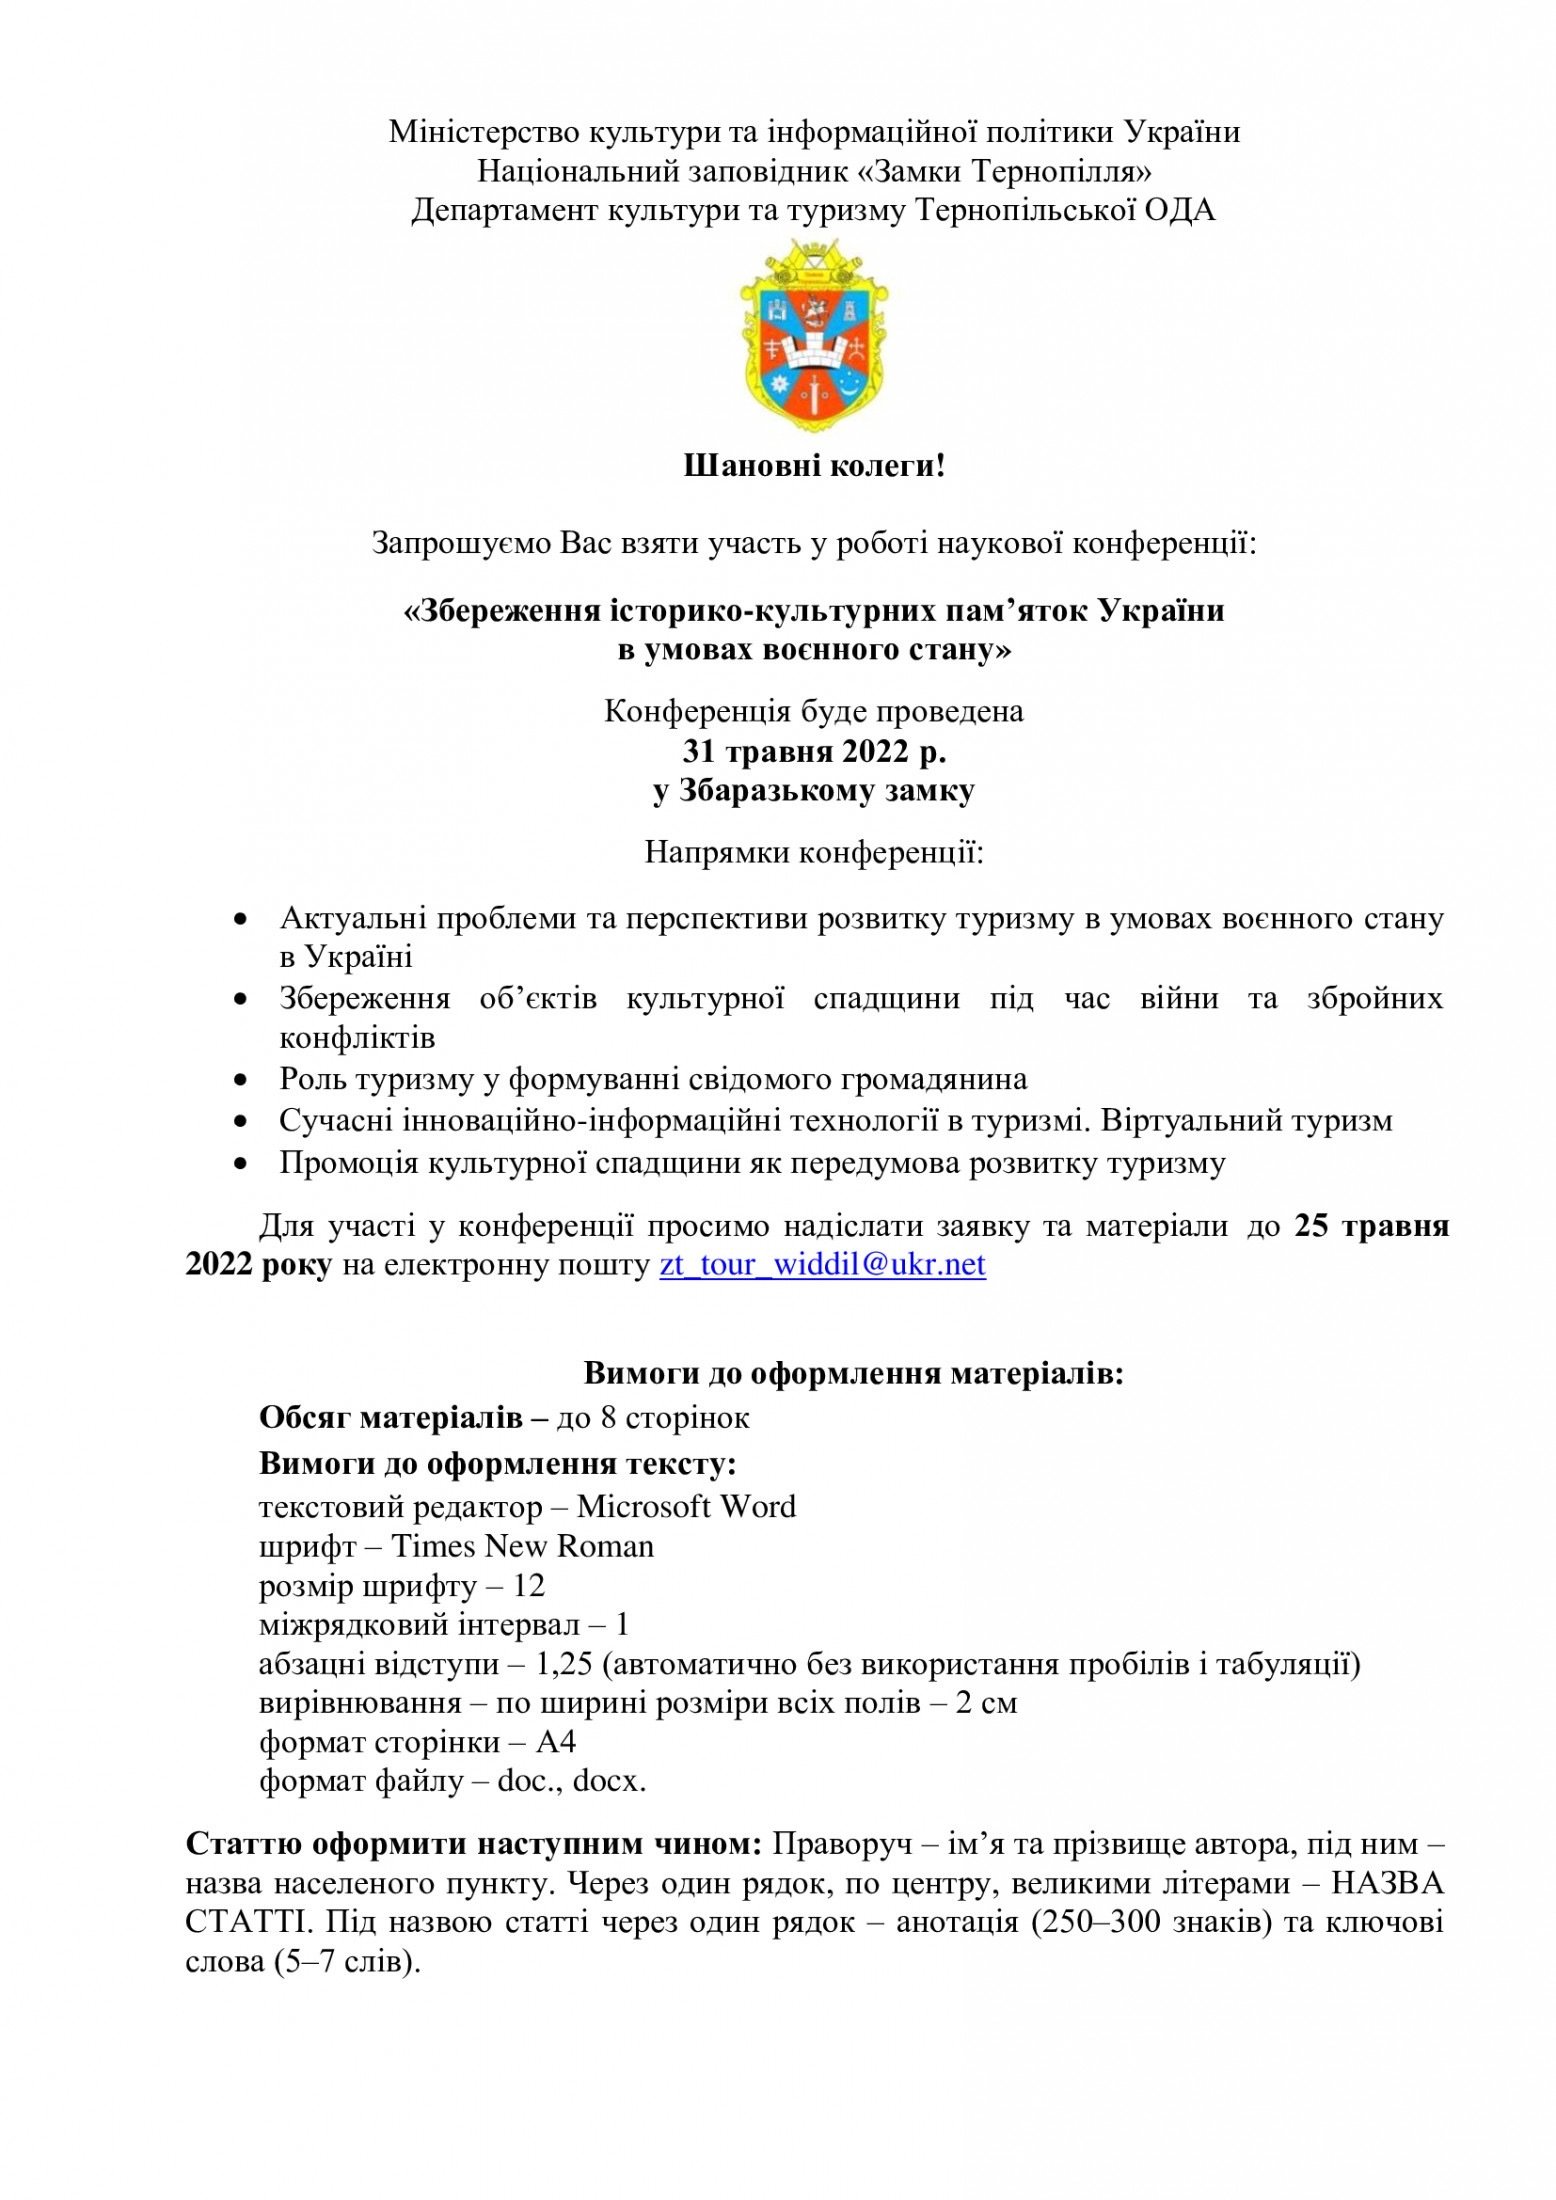 Міністерство культури та інформаційної політики України
Національний заповідник «Замки Тернопілля»
Департамент культури та туризму Тернопільської ОДА
Шановні колеги!
Запрошуємо Вас взяти участь у роботі наукової конференції:
«Збереження історико-культурних пам’яток України
в умовах воєнного стану»
Конференція буде проведена
31 травня 2022 р.
у Збаразькому замку
Напрямки конференції:
• Актуальні проблеми та перспективи розвитку туризму в умовах воєнного стану
в Україні
• Збереження об’єктів культурної спадщини під час війни та збройних
конфліктів
• Роль туризму у формуванні свідомого громадянина
• Сучасні інноваційно-інформаційні технології в туризмі. Віртуальний туризм
• Промоція культурної спадщини як передумова розвитку туризму
Для участі у конференції просимо надіслати заявку та матеріали до 25 травня
2022 року на електронну пошту zt_tour_widdil@ukr.net
Вимоги до оформлення матеріалів:
Обсяг матеріалів – до 8 сторінок
Вимоги до оформлення тексту:
текстовий редактор – Microsoft Word
шрифт – Times New Roman
розмір шрифту – 12
міжрядковий інтервал – 1
абзацні відступи – 1,25 (автоматично без використання пробілів і табуляції)
вирівнювання – по ширині розміри всіх полів – 2 см
формат сторінки – А4
формат файлу – doc., docx.
Статтю оформити наступним чином: Праворуч – ім’я та прізвище автора, під ним –
назва населеного пункту. Через один рядок, по центру, великими літерами – НАЗВА
СТАТТІ. Під назвою статті через один рядок – анотація (250–300 знаків) та ключові
слова (5–7 слів).